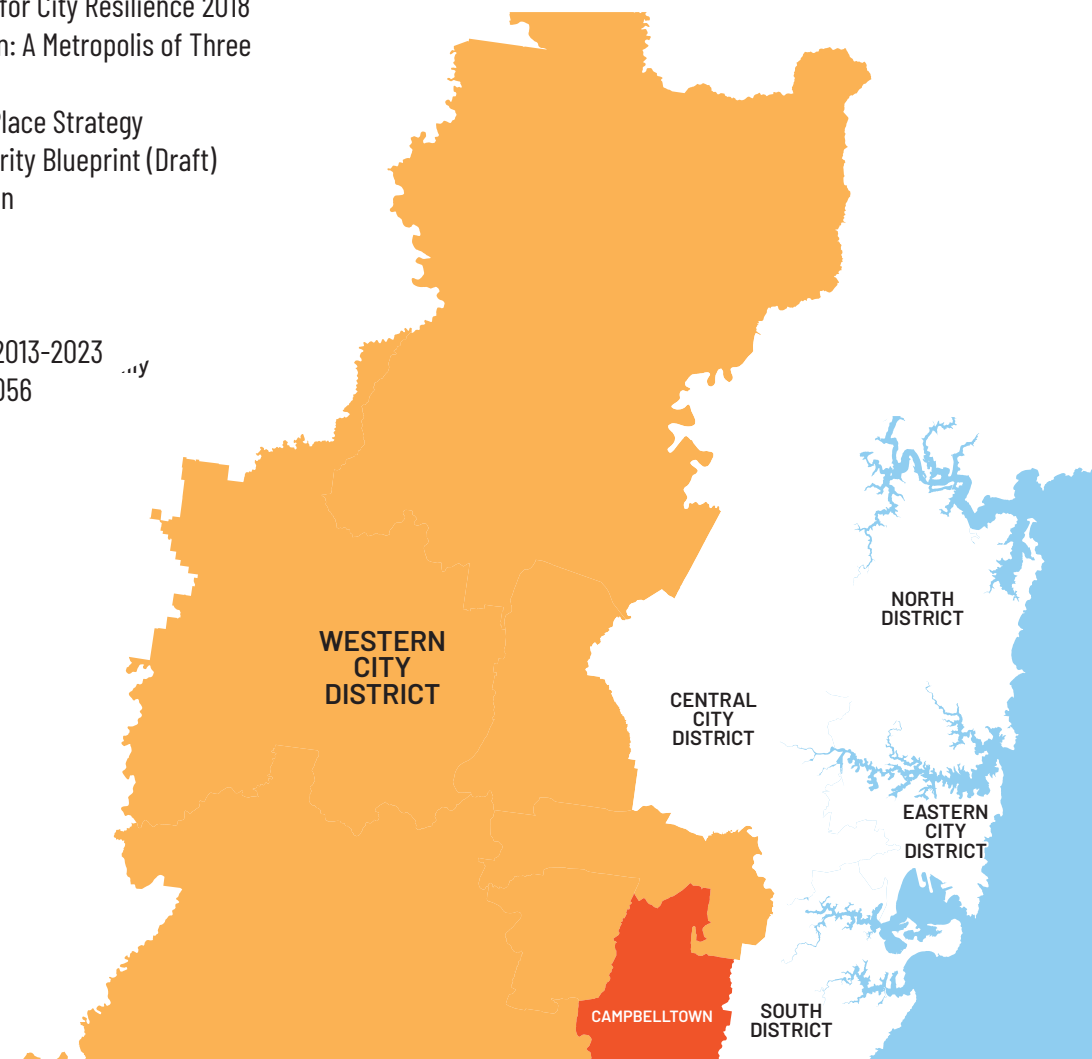 for City Resilience 2018
n: A Metropolis of Three
Place Strategy
rity Blueprint (Draft)
n
2013-2023
056
NORTH
DISTRICT
WESTERN
CITY
DISTRICT
CENTRAL
CITY
DISTRICT
EASTERN
CITY
DISTRICT
CAMPBELLTOWN
SOUTH
DISTRICT